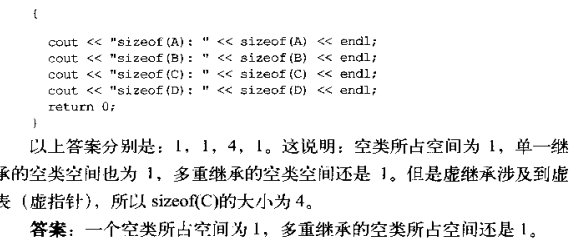 {
cout << "sizeof(A): " << sizeof(A) << endl;
cout << "sizeof(B): " << sizeof(B) << endl;
cout << "sizeof(C): " << sizeof(C) << endl;
cout << "sizeof(D): " << sizeof(D) << endl;
return 0;
}
以上答案分别是：1，1，4，1。这说明：空类所占空间为 1，单一继
承的空类空间也为 1，多重继承的空类空间还是 1。但是虚继承涉及到虚
表（虚指针），所以 sizeof(C)的大小为 4。
答案：一个空类所占空间为 1，多重继承的空类所占空间还是 1。